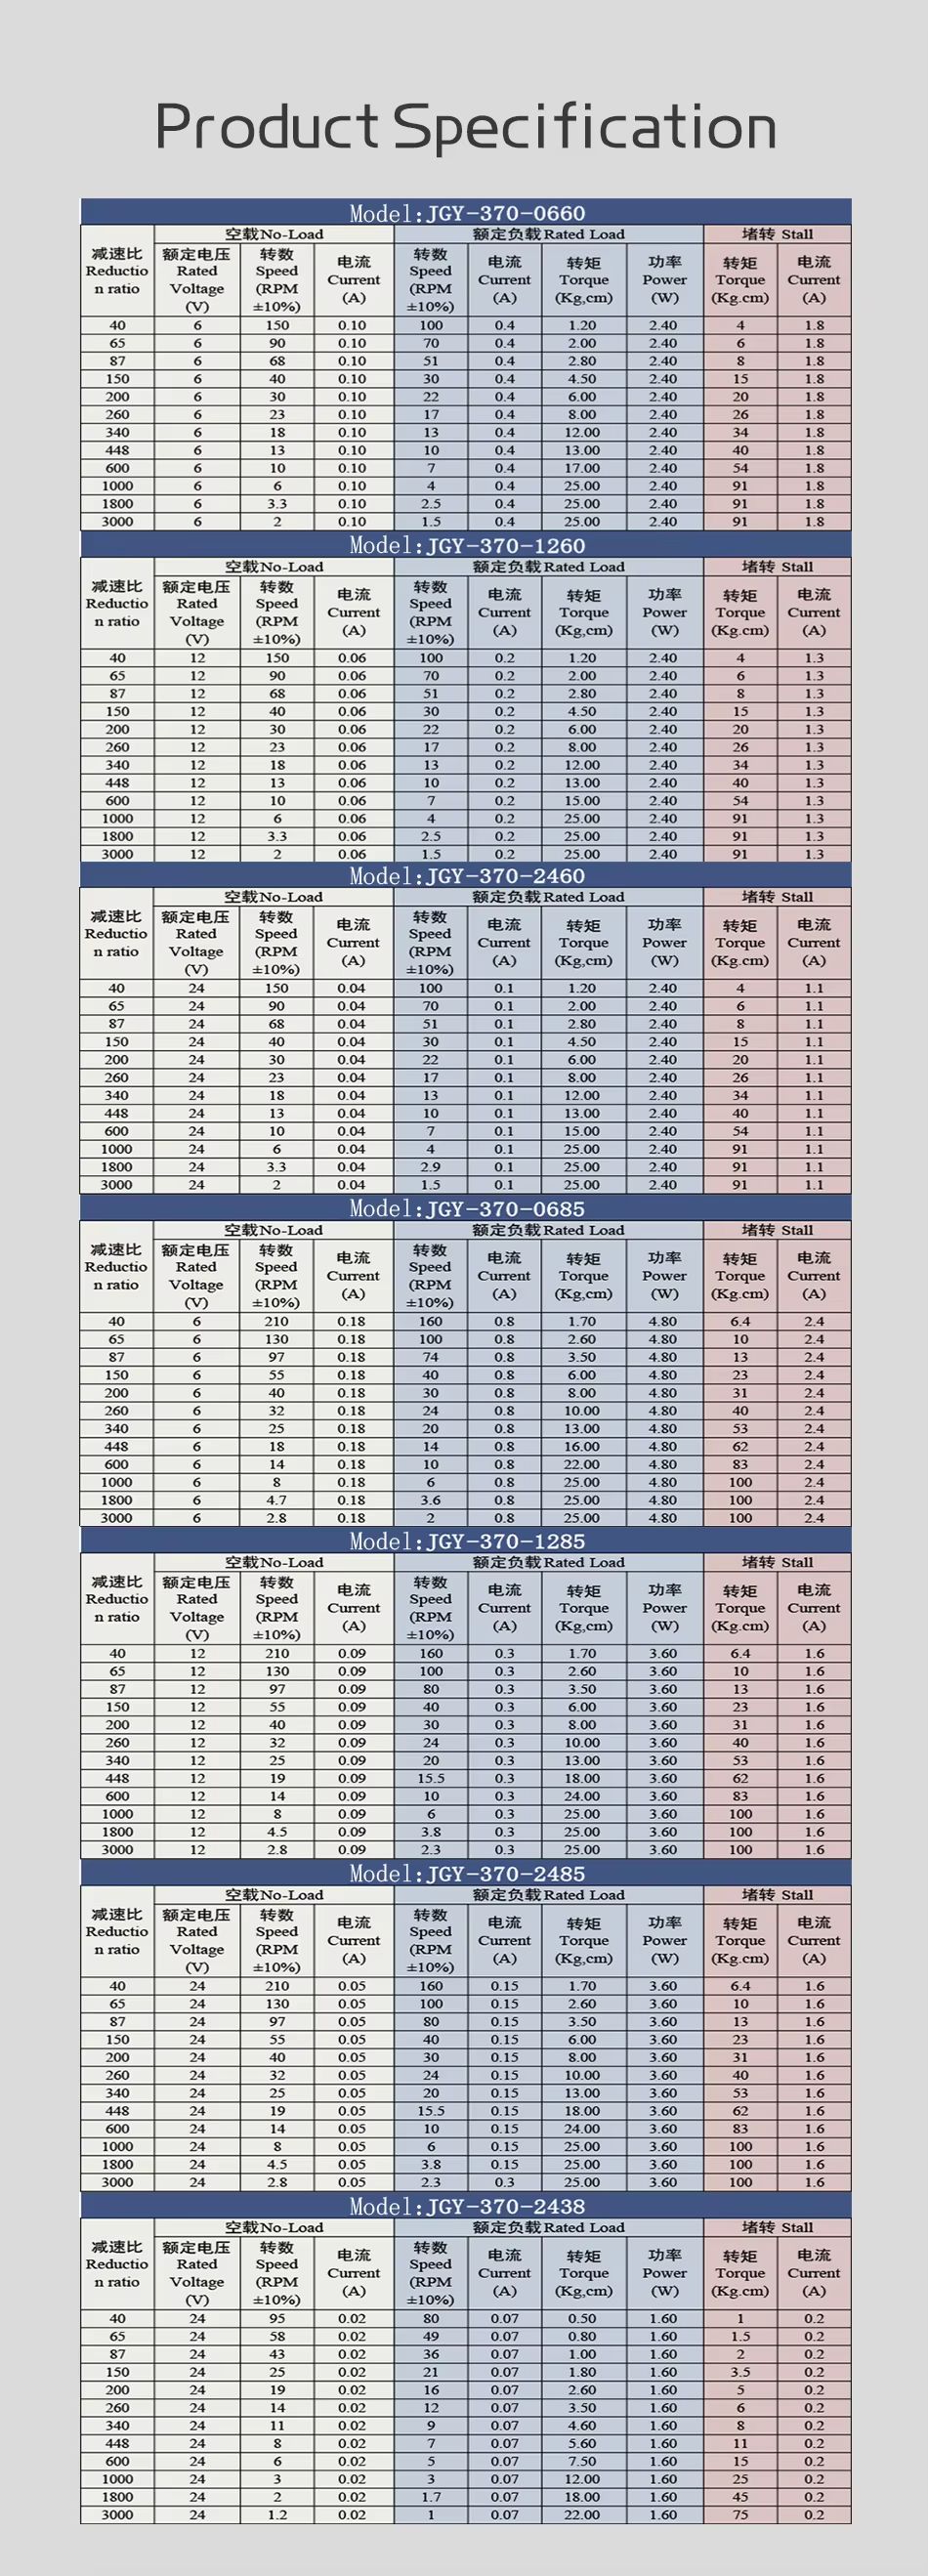 Product Specification
Model:JGY-370-0660
空载No-Load 额定负载Rated Load 堵转 Stall
减速比 额定电压 转数 电流 转数 电流 转矩 功率 转矩 电流
Reductio Rated Speed Current Speed Current Torque Power Torque Current
n ratio Voltage (RPM (A) (RPM (A) (Kg,cm) (W) (Kg.cm) (A)
(V) ±10%) ±10%)
40 6 150 0.10 100 0.4 1.20 2.40 4 1.8
65 6 90 0.10 70 0.4 2.00 2.40 6 1.8
87 6 68 0.10 51 0.4 2.80 2.40 8 1.8
150 6 40 0.10 30 0.4 4.50 2.40 15 1.8
200 6 30 0.10 22 0.4 6.00 2.40 20 1.8
260 6 23 0.10 17 0.4 8.00 2.40 26 1.8
340 6 18 0.10 13 0.4 12.00 2.40 34 1.8
448 6 13 0.10 10 0.4 13.00 2.40 40 1.8
600 6 10 0.10 7 0.4 17.00 2.40 54 1.8
1000 6 6 0.10 4 0.4 25.00 2.40 91 1.8
1800 6 3.3 0.10 2.5 0.4 25.00 2.40 91 1.8
3000 6 2 0.10 1.5 0.4 25.00 2.40 91 1.8
Model:JGY-370-1260
空载No-Load 额定负载Rated Load 堵转 Stall
减速比 额定电压 转数 电流 转数 电流 转矩 功率 转矩 电流
Reductio Rated Speed Current Speed Current Torque Power Torque Current
n ratio Voltage (RPM (A) (RPM (A) (Kg,cm) (W) (Kg.cm) (A)
(V) ±10%) ±10%)
40 12 150 0.06 100 0.2 1.20 2.40 4 1.3
65 12 90 0.06 70 0.2 2.00 2.40 6 1.3
87 12 68 0.06 51 0.2 2.80 2.40 8 1.3
150 12 40 0.06 30 0.2 4.50 2.40 15 1.3
200 12 30 0.06 22 0.2 6.00 2.40 20 1.3
260 12 23 0.06 17 0.2 8.00 2.40 26 1.3
340 12 18 0.06 13 0.2 12.00 2.40 34 1.3
448 12 13 0.06 10 0.2 13.00 2.40 40 1.3
600 12 10 0.06 7 0.2 15.00 2.40 54 1.3
1000 12 6 0.06 4 0.2 25.00 2.40 91 1.3
1800 12 3.3 0.06 2.5 0.2 25.00 2.40 91 1.3
3000 12 2 0.06 1.5 0.2 25.00 2.40 91 1.3
Model:JGY-370-2460
空载No-Load 额定负载Rated Load 堵转 Stall
减速比 额定电压 转数 电流 转数 电流 转矩 功率 转矩 电流
Reductio Rated Speed Current Speed Current Torque Power Torque Current
n ratio Voltage (RPM (A) (RPM (A) (Kg,cm) (W) (Kg.cm) (A)
(V) ±10%) ±10%)
40 24 150 0.04 100 0.1 1.20 2.40 4 1.1
65 24 90 0.04 70 0.1 2.00 2.40 6 1.1
87 24 68 0.04 51 0.1 2.80 2.40 8 1.1
150 24 40 0.04 30 0.1 4.50 2.40 15 1.1
200 24 30 0.04 22 0.1 6.00 2.40 20 1.1
260 24 23 0.04 17 0.1 8.00 2.40 26 1.1
340 24 18 0.04 13 0.1 12.00 2.40 34 1.1
448 24 13 0.04 10 0.1 13.00 2.40 40 1.1
600 24 10 0.04 7 0.1 15.00 2.40 54 1.1
1000 24 6 0.04 4 0.1 25.00 2.40 91 1.1
1800 24 3.3 0.04 2.9 0.1 25.00 2.40 91 1.1
3000 24 2 0.04 1.5 0.1 25.00 2.40 91 1.1
Model:JGY-370-0685
空载No-Load 额定负载Rated Load 堵转 Stall
减速比 额定电压 转数 电流 转数 电流 转矩 功率 转矩 电流
Reductio Rated Speed Current Speed Current Torque Power Torque Current
n ratio Voltage (RPM (A) (RPM (A) (Kg,cm) (W) (Kg.cm) (A)
(V) ±10%) ±10%)
40 6 210 0.18 160 0.8 1.70 4.80 6.4 2.4
65 6 130 0.18 100 0.8 2.60 4.80 10 2.4
87 6 97 0.18 74 0.8 3.50 4.80 13 2.4
150 6 55 0.18 40 0.8 6.00 4.80 23 2.4
200 6 40 0.18 30 0.8 8.00 4.80 31 2.4
260 6 32 0.18 24 0.8 10.00 4.80 40 2.4
340 6 25 0.18 20 0.8 13.00 4.80 53 2.4
448 6 18 0.18 14 0.8 16.00 4.80 62 2.4
600 6 14 0.18 10 0.8 22.00 4.80 83 2.4
1000 6 8 0.18 6 0.8 25.00 4.80 100 2.4
1800 6 4.7 0.18 3.6 0.8 25.00 4.80 100 2.4
3000 6 2.8 0.18 2 0.8 25.00 4.80 100 2.4
Model:JGY-370-1285
空载No-Load 额定负载Rated Load 堵转 Stall
减速比 额定电压 转数 电流 转数 电流 转矩 功率 转矩 电流
Reductio Rated Speed Current Speed Current Torque Power Torque Current
n ratio Voltage (RPM (A) (RPM (A) (Kg,cm) (W) (Kg.cm) (A)
(V) ±10%) ±10%)
40 12 210 0.09 160 0.3 1.70 3.60 6.4 1.6
65 12 130 0.09 100 0.3 2.60 3.60 10 1.6
87 12 97 0.09 80 0.3 3.50 3.60 13 1.6
150 12 55 0.09 40 0.3 6.00 3.60 23 1.6
200 12 40 0.09 30 0.3 8.00 3.60 31 1.6
260 12 32 0.09 24 0.3 10.00 3.60 40 1.6
340 12 25 0.09 20 0.3 13.00 3.60 53 1.6
448 12 19 0.09 15.5 0.3 18.00 3.60 62 1.6
600 12 14 0.09 10 0.3 24.00 3.60 83 1.6
1000 12 8 0.09 6 0.3 25.00 3.60 100 1.6
1800 12 4.5 0.09 3.8 0.3 25.00 3.60 100 1.6
3000 12 2.8 0.09 2.3 0.3 25.00 3.60 100 1.6
Model:JGY-370-2485
空载No-Load 额定负载Rated Load 堵转 Stall
减速比 额定电压 转数 电流 转数 电流 转矩 功率 转矩 电流
Reductio Rated Speed Current Speed Current Torque Power Torque Current
n ratio Voltage (RPM (A) (RPM (A) (Kg,cm) (W) (Kg.cm) (A)
(V) ±10%) ±10%)
40 24 210 0.05 160 0.15 1.70 3.60 6.4 1.6
65 24 130 0.05 100 0.15 2.60 3.60 10 1.6
87 24 97 0.05 80 0.15 3.50 3.60 13 1.6
150 24 55 0.05 40 0.15 6.00 3.60 23 1.6
200 24 40 0.05 30 0.15 8.00 3.60 31 1.6
260 24 32 0.05 24 0.15 10.00 3.60 40 1.6
340 24 25 0.05 20 0.15 13.00 3.60 53 1.6
448 24 19 0.05 15.5 0.15 18.00 3.60 62 1.6
600 24 14 0.05 10 0.15 24.00 3.60 83 1.6
1000 24 8 0.05 6 0.15 25.00 3.60 100 1.6
1800 24 4.5 0.05 3.8 0.15 25.00 3.60 100 1.6
3000 24 2.8 0.05 2.3 0.3 25.00 3.60 100 1.6
Model:JGY-370-2438
空载No-Load 额定负载Rated Load 堵转 Stall
减速比 额定电压 转数 电流 转数 电流 转矩 功率 转矩 电流
Reductio Rated Speed Current Speed Current Torque Power Torque Current
n ratio Voltage (RPM (A) (RPM (A) (Kg,cm) (W) (Kg.cm) (A)
(V) ±10%) ±10%)
40 24 95 0.02 80 0.07 0.50 1.60 1 0.2
65 24 58 0.02 49 0.07 0.80 1.60 1.5 0.2
87 24 43 0.02 36 0.07 1.00 1.60 2 0.2
150 24 25 0.02 21 0.07 1.80 1.60 3.5 0.2
200 24 19 0.02 16 0.07 2.60 1.60 5 0.2
260 24 14 0.02 12 0.07 3.50 1.60 6 0.2
340 24 11 0.02 9 0.07 4.60 1.60 8 0.2
448 24 8 0.02 7 0.07 5.60 1.60 11 0.2
600 24 6 0.02 5 0.07 7.50 1.60 15 0.2
1000 24 3 0.02 3 0.07 12.00 1.60 25 0.2
1800 24 2 0.02 1.7 0.07 18.00 1.60 45 0.2
3000 24 1.2 0.02 1 0.07 22.00 1.60 75 0.2